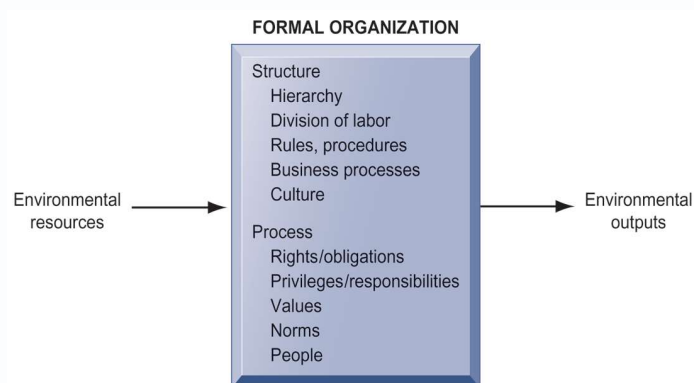 FORMAL ORGANIZATION
Structure
Hierarchy
Division of labor
Rules, procedures
Business processes
Culture
Environmental
resources
Process
Rights/obligations
Privileges/responsibilities
Values
Norms
People
Environmental
outputs